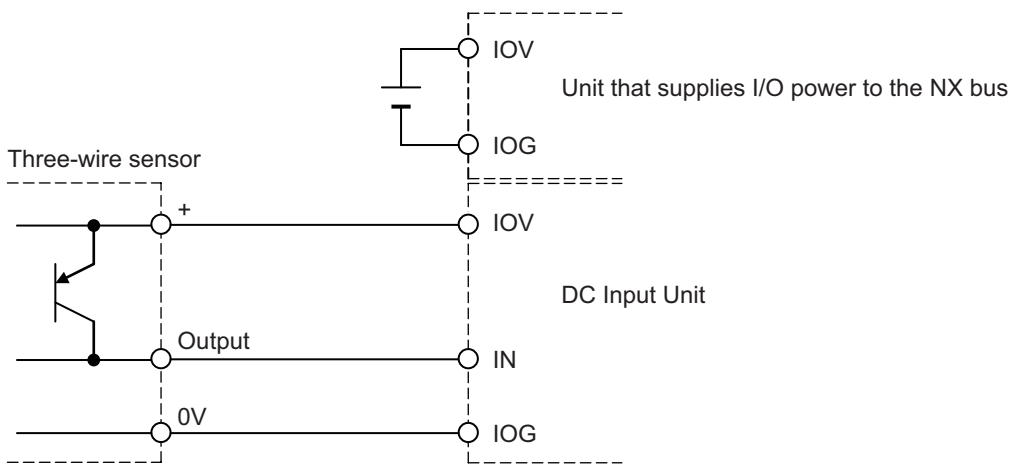 IOV
Unit that supplies I/O power to the NX bus
IOG
Three-wire sensor
+
IOV
DC Input Unit
Output
IN
0V
IOG